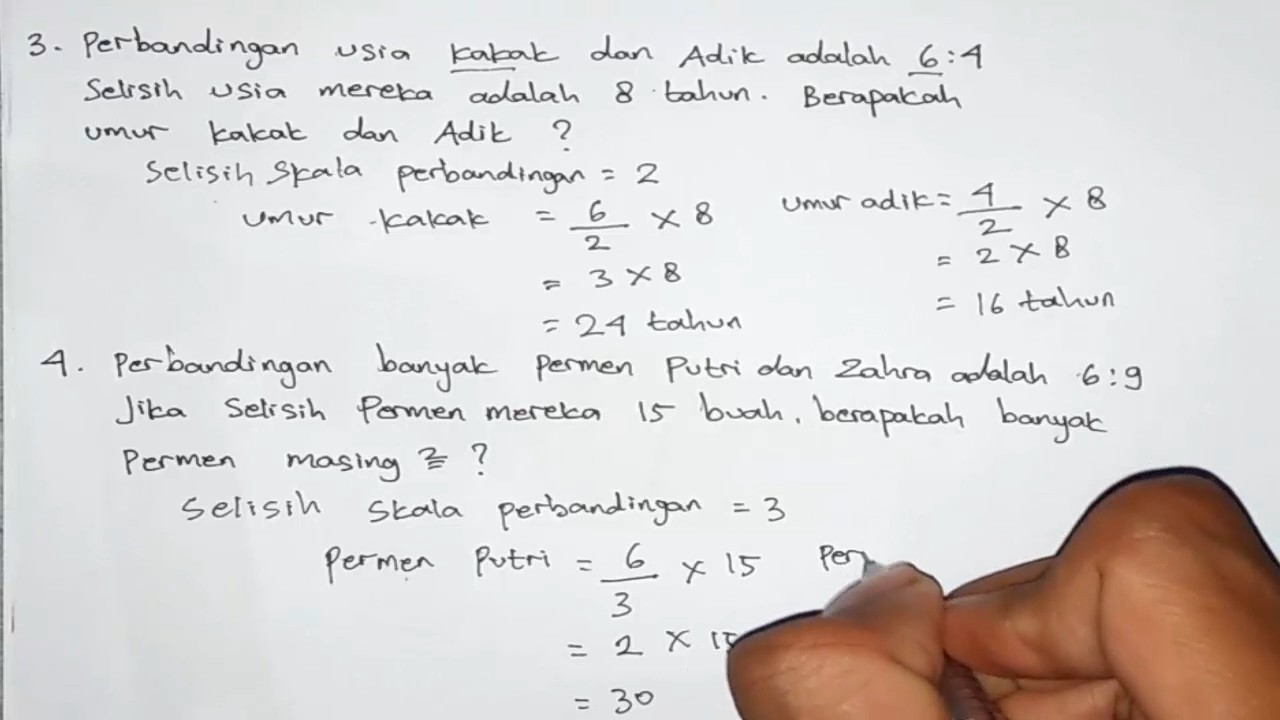 3. Perbandingan usia kakak dan Adik adalah 6:4
Selisih usia mereka adalah 8 tahun. Berapakah
umur kakak dan Adik ?
Selisih Skala perbandingan = 2
umur kakak = 6/2 × 8
= 3 × 8
= 24 tahun
umur adik = 4/2 × 8
= 2 × 8
= 16 tahun
4. Perbandingan banyak permen Putri dan Zahra adalah 6:9
Jika Selisih Permen mereka 15 buah, berapakah banyak
Permen masing 2 ?
Selisih Skala perbandingan = 3
Permen Putri = 6/3 × 15
= 2 × 15
= 30
Per